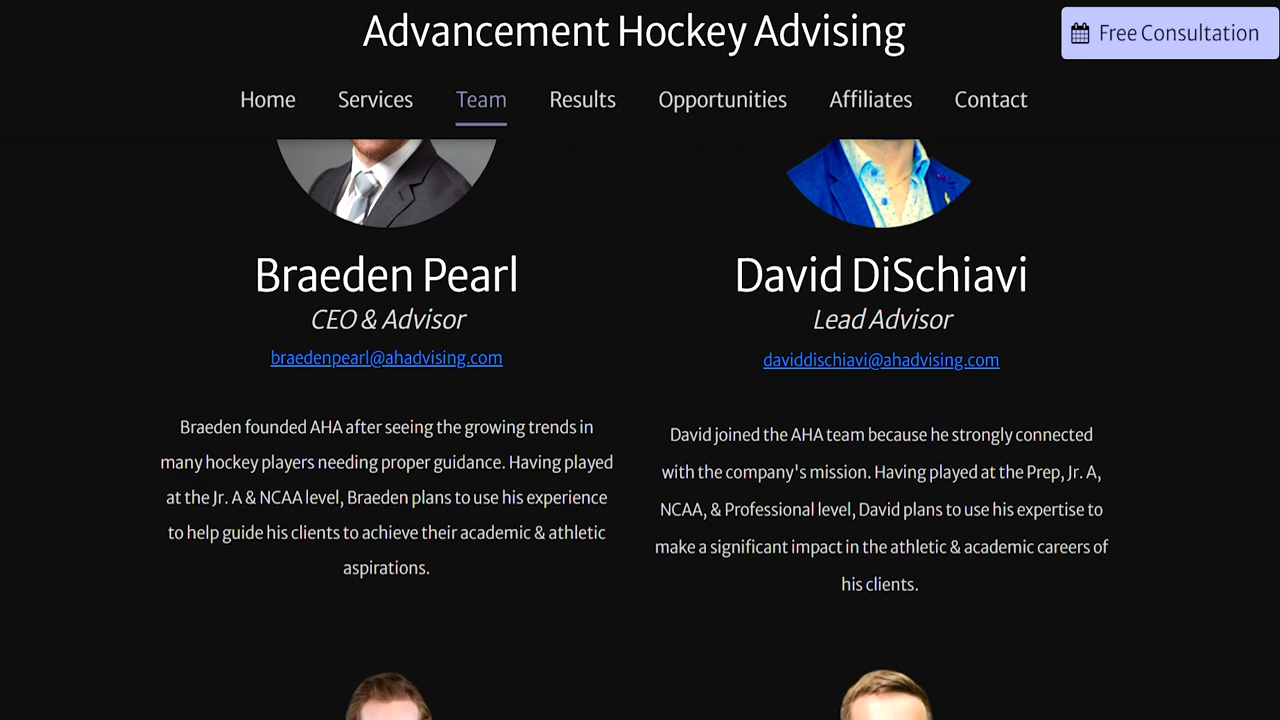 Advancement Hockey Advising
Free Consultation
Home Services Team Results Opportunities Affiliates Contact
Braeden Pearl
CEO & Advisor
braedenpearl@ahadvising.com
Braeden founded AHA after seeing the growing trends in
many hockey players needing proper guidance. Having played
at the Jr. A & NCAA level, Braeden plans to use his experience
to help guide his clients to achieve their academic & athletic
aspirations.
David DiSchiavi
Lead Advisor
daviddischiavi@ahadvising.com
David joined the AHA team because he strongly connected
with the company's mission. Having played at the Prep, Jr. A,
NCAA, & Professional level, David plans to use his expertise to
make a significant impact in the athletic & academic careers of
his clients.